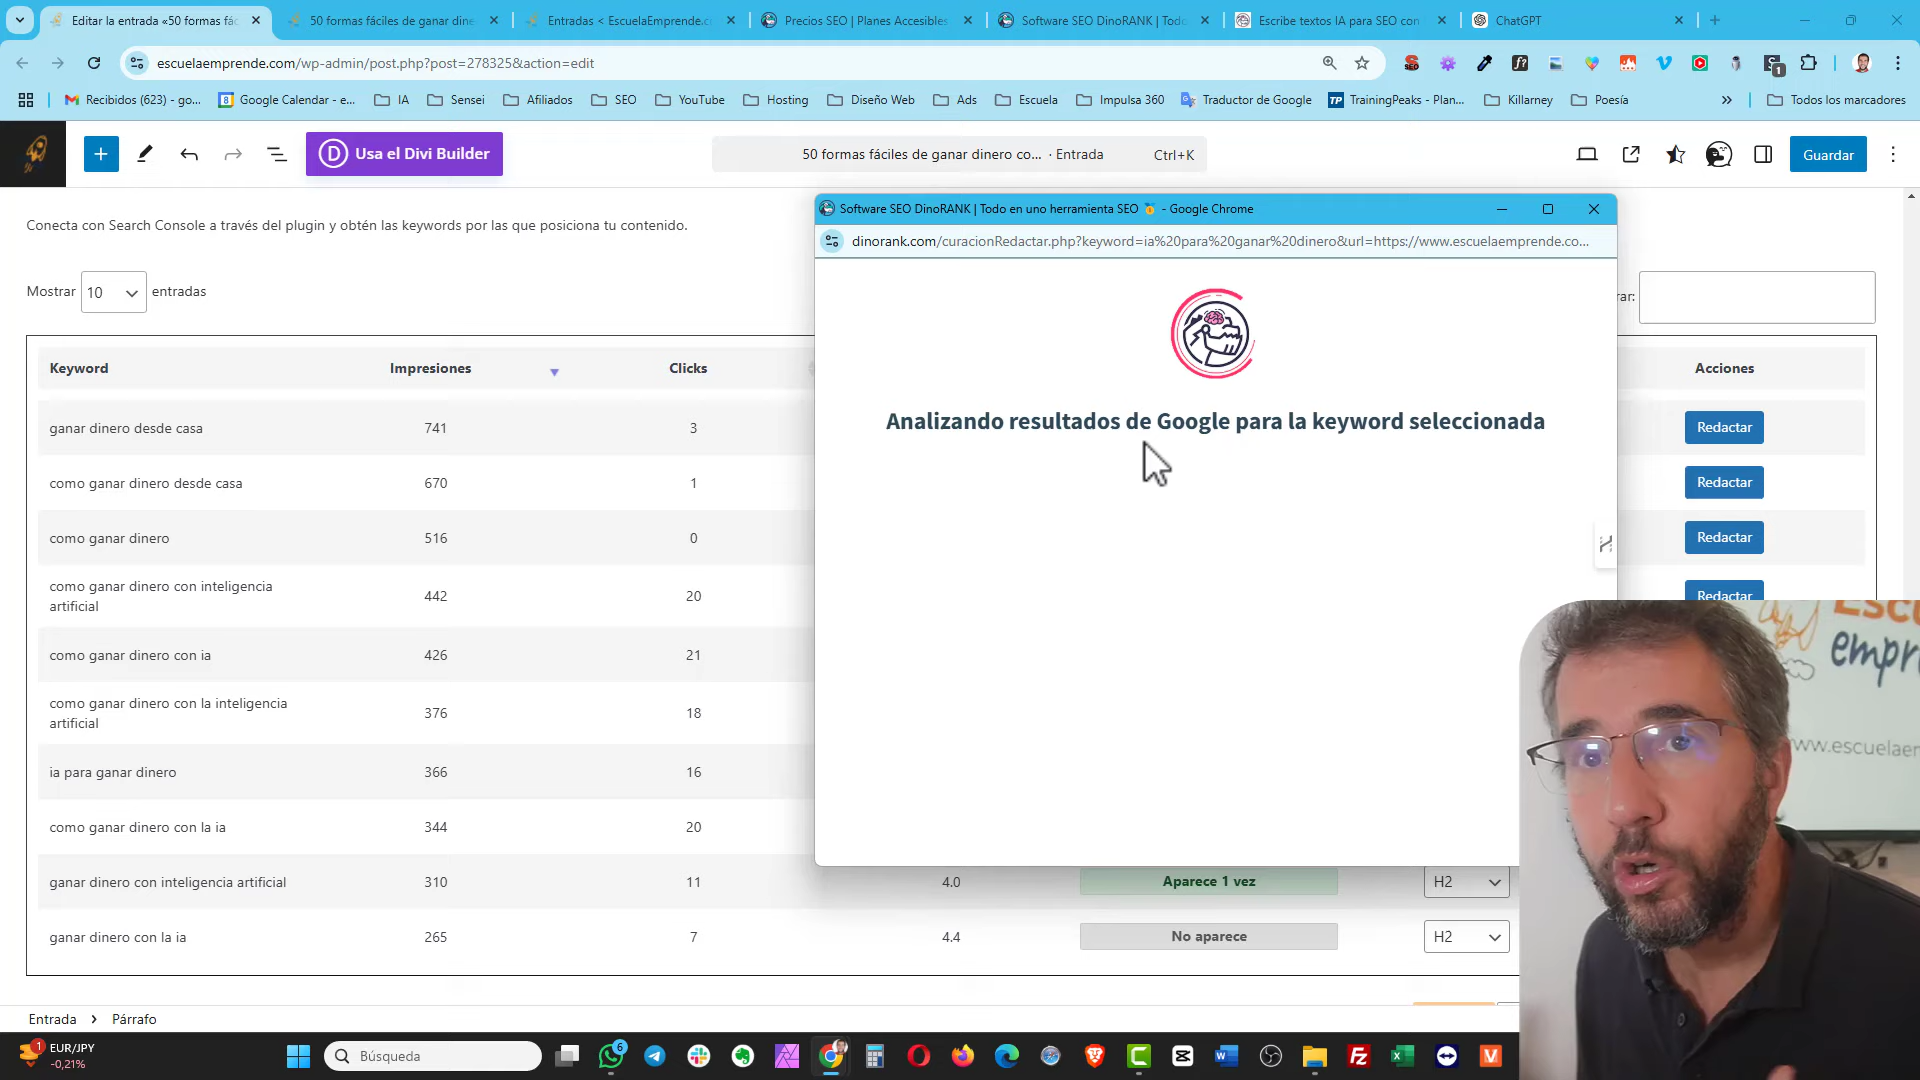 Editar la entrada «50 formas fác
50 formas fáciles de ganar dine
Entradas < EscuelaEmprende.co
Precios SEO | Planes Accesibles
Software SEO DinoRANK | Todo
Escribe textos IA para SEO con
ChatGPT
escuelaemprende.com/wp-admin/post.php?post=278325&action=edit
Recibidos (623) - go...
Google Calendar - e...
IA
Sensei
Afiliados
SEO
YouTube
Hosting
Diseño Web
Ads
Escuela
Impulsa 360
Traductor de Google
TrainingPeaks - Plan...
Killarney
Poesía
Todos los marcadores
Usa el Divi Builder
50 formas fáciles de ganar dinero co... · Entrada Ctrl+K
Guardar
Conecta con Search Console a través del plugin y obtén las keywords por las que posiciona tu contenido.
Mostrar 10 entradas
rar:
Software SEO DinoRANK | Todo en uno herramienta SEO - Google Chrome
dinorank.com/curacionRedactar.php?keyword=ia%20para%20ganar%20dinero&url=https://www.escuelaemprende.co...
Analizando resultados de Google para la keyword seleccionada
Keyword Impresiones Clicks Acciones
ganar dinero desde casa 741 3 Redactar
como ganar dinero desde casa 670 1 Redactar
como ganar dinero 516 0 Redactar
como ganar dinero con inteligencia
artificial 442 20 Redactar
como ganar dinero con ia 426 21
como ganar dinero con la inteligencia
artificial 376 18
ia para ganar dinero 366 16
como ganar dinero con la ia 344 20
ganar dinero con inteligencia artificial 310 11 4.0 Aparece 1 vez H2
ganar dinero con la ia 265 7 4.4 No aparece H2
Escu
empr
www.escuelaem
Entrada > Párrafo
EUR/JPY
-0,21%
1
Búsqueda
6